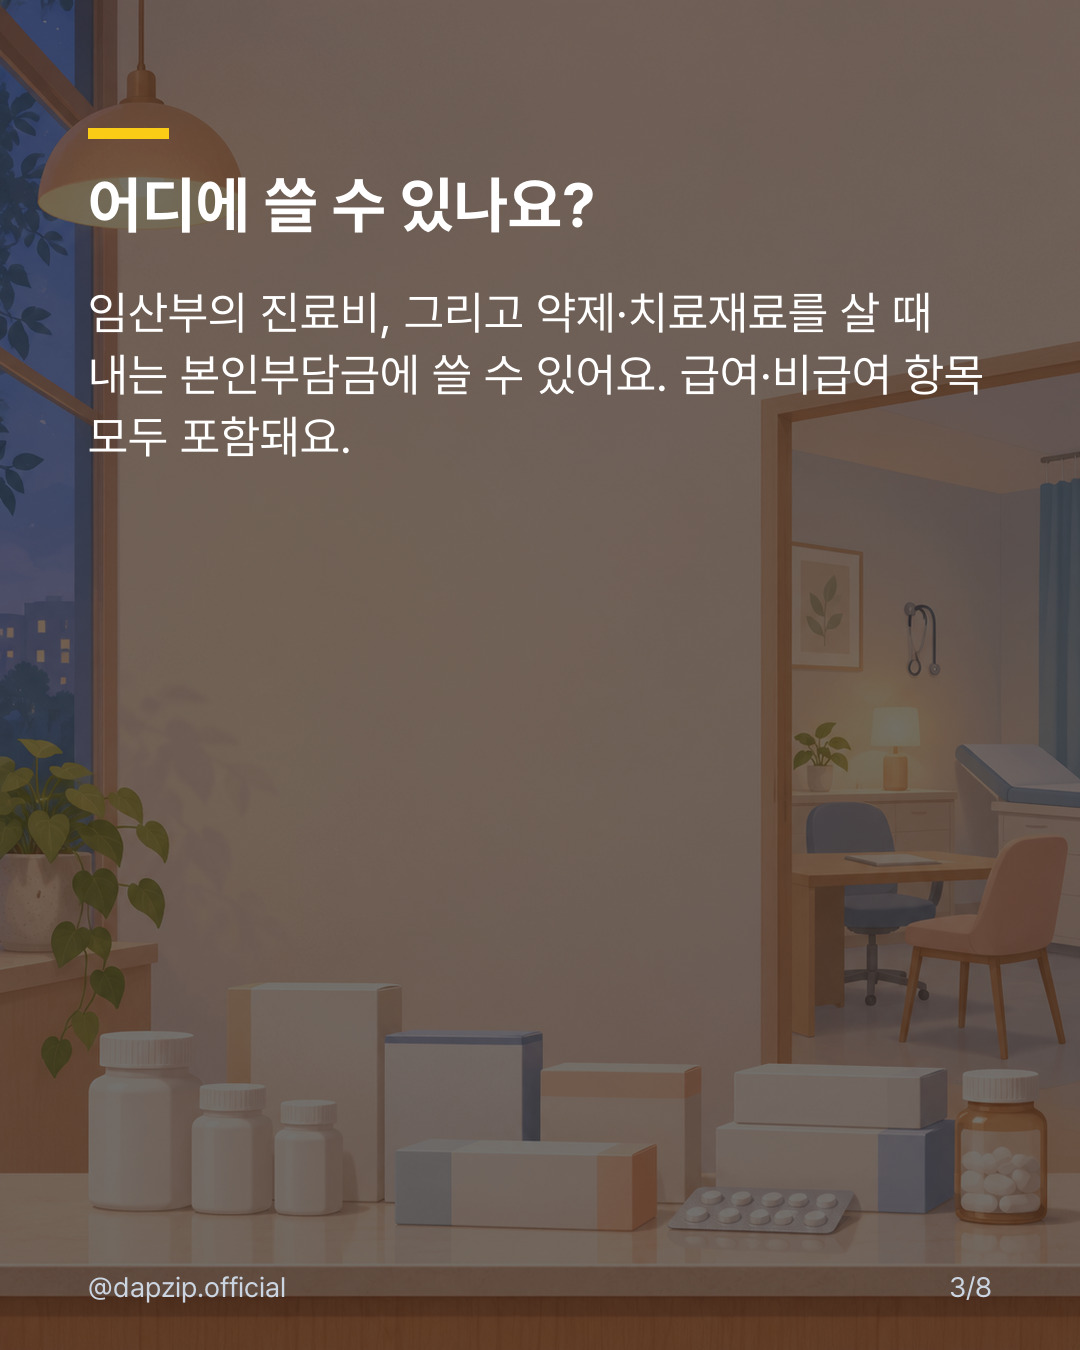 어디에 쓸 수 있나요?
임산부의 진료비, 그리고 약제·치료재료를 살 때
내는 본인부담금에 쓸 수 있어요. 급여·비급여 항목
모두 포함돼요.
@dapzip.official
3/8